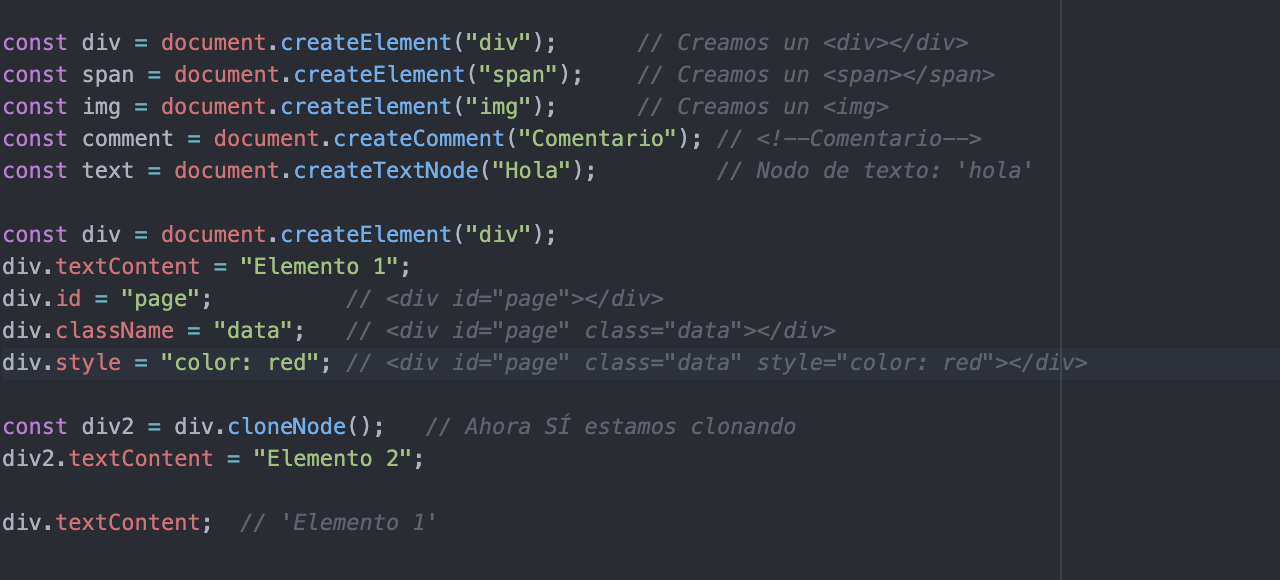 const div = document.createElement("div");      // Creamos un <div></div>
const span = document.createElement("span");    // Creamos un <span></span>
const img = document.createElement("img");      // Creamos un <img>
const comment = document.createComment("Comentario"); // <!--Comentario-->
const text = document.createTextNode("Hola");         // Nodo de texto: 'hola'

const div = document.createElement("div");
div.textContent = "Elemento 1";
div.id = "page";          // <div id="page"></div>
div.className = "data";   // <div id="page" class="data"></div>
div.style = "color: red"; // <div id="page" class="data" style="color: red"></div>

const div2 = div.cloneNode();   // Ahora SÍ estamos clonando
div2.textContent = "Elemento 2";

div.textContent;  // 'Elemento 1'